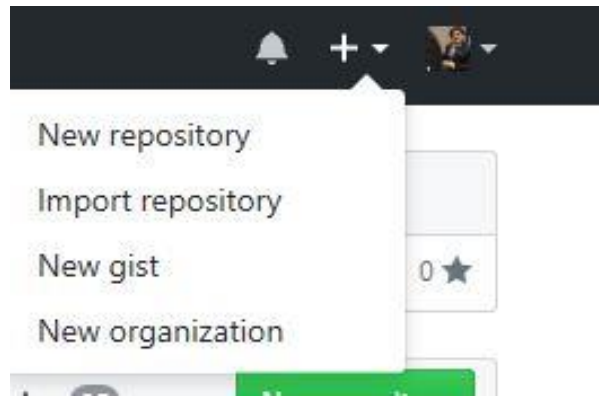 New repository
Import repository
New gist
0
New organization